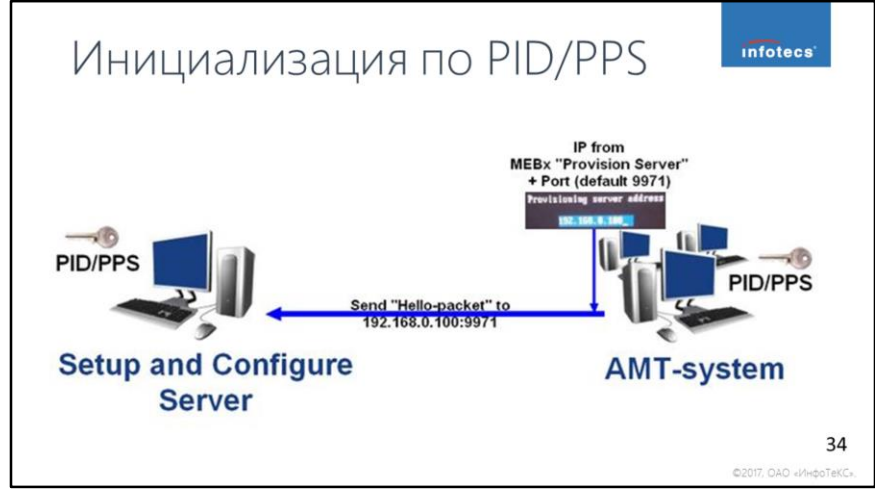 Инициализация по PID/PPS
infotecs
IP from
MEBx "Provision Server"
+ Port (default 9971)
Provisioning server address
192.168.0.100_
PID/PPS
PID/PPS
Send "Hello-packet" to
192.168.0.100:9971
Setup and Configure
Server
AMT-system
34
©2017, ОАО «ИнфоТеКС».